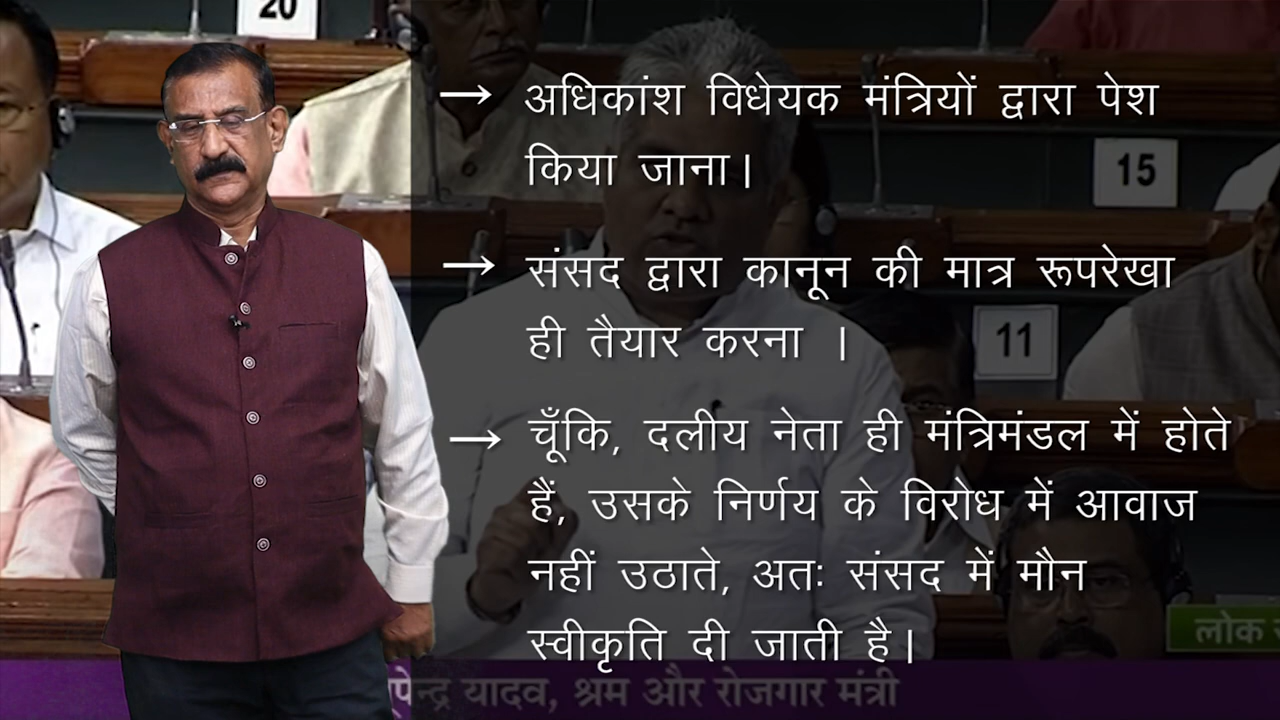 20
→ अधिकांश विधेयक मंत्रियों द्वारा पेश
किया जाना।
15
→ संसद द्वारा कानून की मात्र रूपरेखा
ही तैयार करना ।
11
→ चूँकि, दलीय नेता ही मंत्रिमंडल में होते
हैं, उसके निर्णय के विरोध में आवाज
नहीं उठाते, अतः संसद में मौन
स्वीकृति दी जाती है।
लोक
यादव, श्रम और रोजगार मंत्री